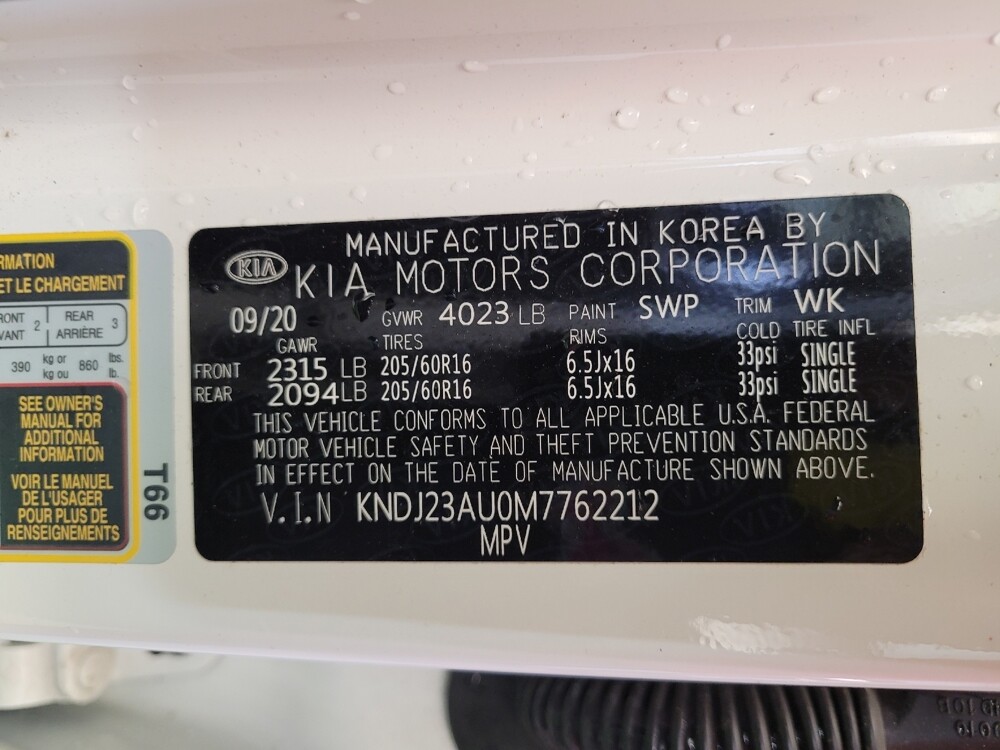 RMATION
ET LE CHARGEMENT
RONT 2 REAR 3
VANT ARRIÈRE
390 kg or 860 lbs.
kg ou lb.
SEE OWNER'S
MANUAL FOR
ADDITIONAL
INFORMATION
VOIR LE MANUEL
DE L'USAGER
POUR PLUS DE
RENSEIGNEMENTS
T66
MANUFACTURED IN KOREA BY
KIA KIA MOTORS CORPORATION
09/20 GVWR 4023 LB PAINT SWP TRIM WK
GAWR TIRES RIMS COLD TIRE INFL
FRONT 2315 LB 205/60R16 6.5Jx16 33psi SINGLE
REAR 2094 LB 205/60R16 6.5Jx16 33psi SINGLE
THIS VEHICLE CONFORMS TO ALL APPLICABLE U.S.A. FEDERAL
MOTOR VEHICLE SAFETY AND THEFT PREVENTION STANDARDS
IN EFFECT ON THE DATE OF MANUFACTURE SHOWN ABOVE.
V.I.N KNDJ23AU0M7762212
MPV